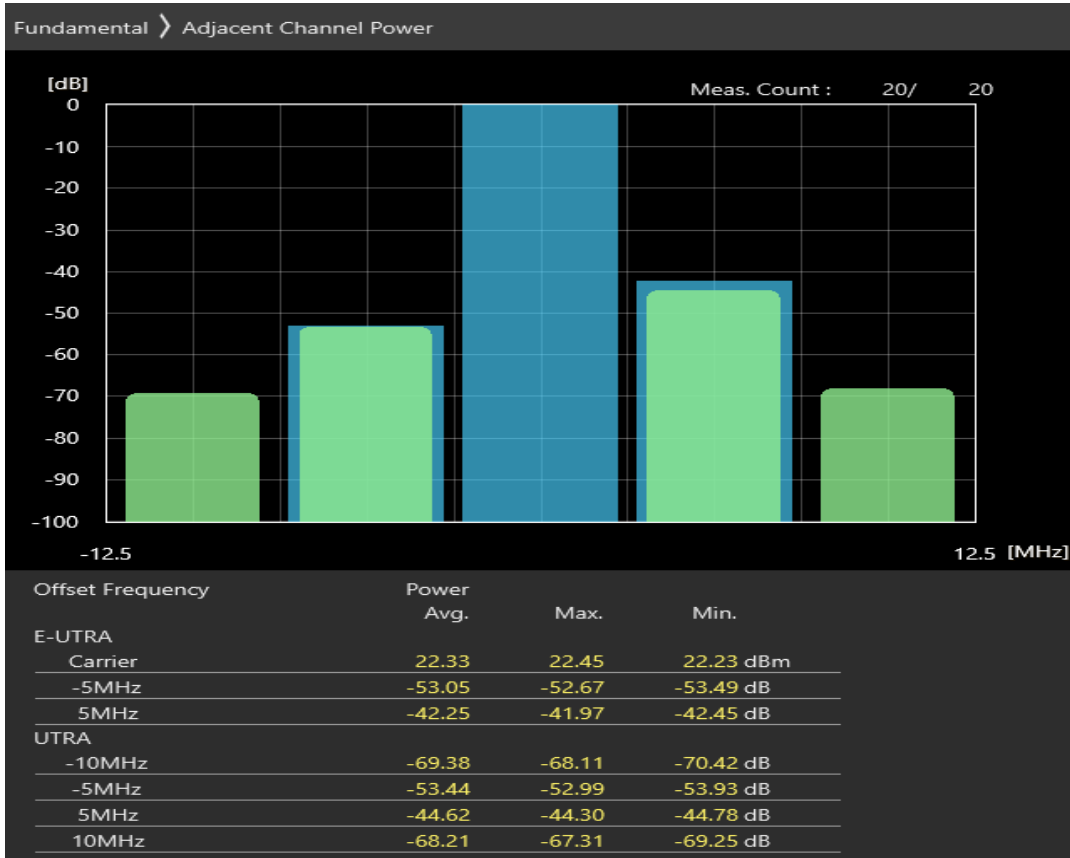 Fundamental 》 Adjacent Channel Power
[dB]
Meas. Count : 20/ 20
0
-10
-20
-30
-40
-50
-60
-70
-80
-90
-100
-12.5 12.5 [MHz]
Offset Frequency Power
Avg. Max. Min.
E-UTRA
Carrier 22.33 22.45 22.23 dBm
-5MHz -53.05 -52.67 -53.49 dB
5MHz -42.25 -41.97 -42.45 dB
UTRA
-10MHz -69.38 -68.11 -70.42 dB
-5MHz -53.44 -52.99 -53.93 dB
5MHz -44.62 -44.30 -44.78 dB
10MHz -68.21 -67.31 -69.25 dB